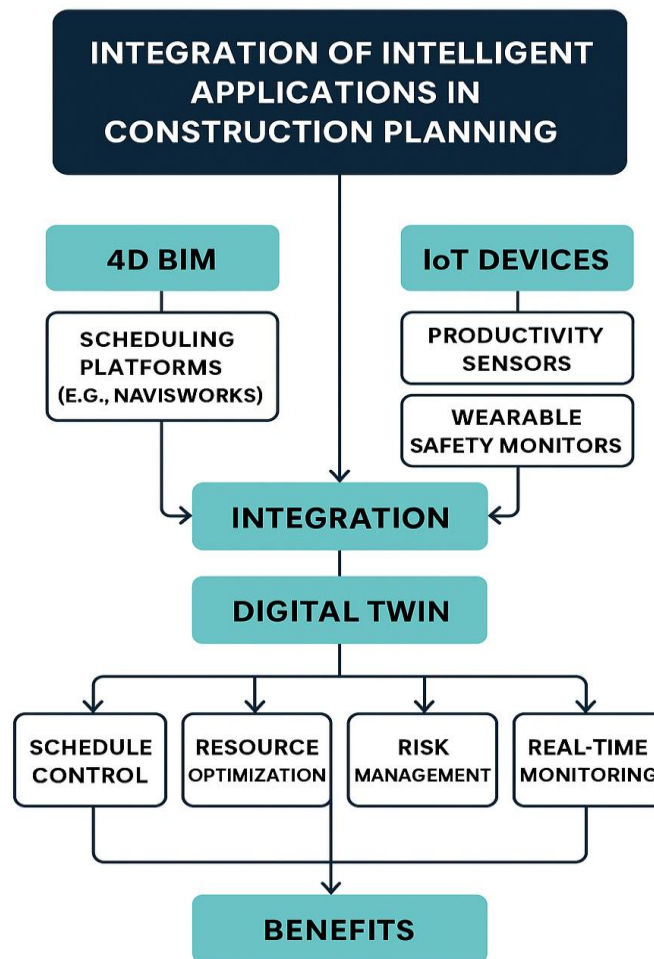 INTEGRATION OF INTELLIGENT
APPLICATIONS IN
CONSTRUCTION PLANNING
4D BIM
SCHEDULING
PLATFORMS
(E.G., NAVISWORKS)
IoT DEVICES
PRODUCTIVITY
SENSORS
WEARABLE
SAFETY MONITORS
INTEGRATION
DIGITAL TWIN
SCHEDULE
CONTROL
RESOURCE
OPTIMIZATION
RISK
MANAGEMENT
REAL-TIME
MONITORING
BENEFITS